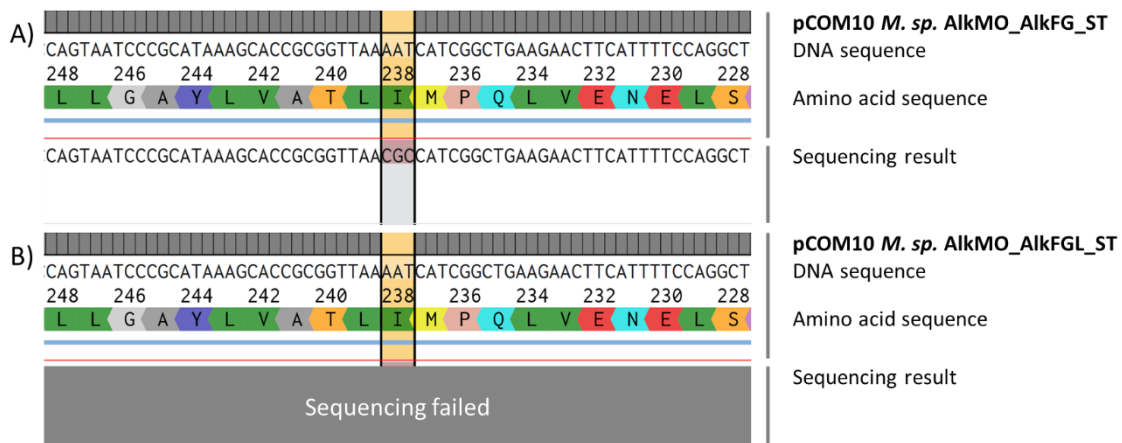 A)
pCOM10 M. sp. AlkMO_AlkFG_ST
:CAGTAATCCCGCATAAAGCACCGCGGTTAAAATCATCGGCTGAAGAACTTCATTTTCCAGGCT
DNA sequence
248 246 244 242 240 238 236 234 232 230 228
L L G A Y L V A T L I M P Q L V E N E L S
Amino acid sequence
:CAGTAATCCCGCATAAAGCACCGCGGTTAACGCCATCGGCTGAAGAACTTCATTTTCCAGGCT
Sequencing result
B)
pCOM10 M. sp. AlkMO_AlkFGL_ST
:CAGTAATCCCGCATAAAGCACCGCGGTTAAAATCATCGGCTGAAGAACTTCATTTTCCAGGCT
DNA sequence
248 246 244 242 240 238 236 234 232 230 228
L L G A Y L V A T L I M P Q L V E N E L S
Amino acid sequence
Sequencing result
Sequencing failed